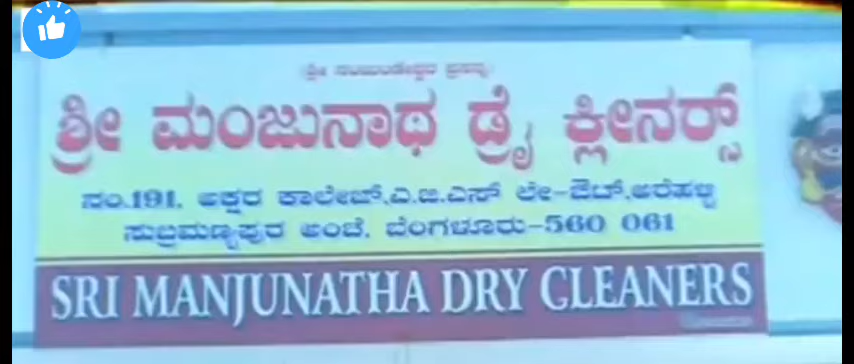 ಶ್ರೀ ಮಂಜುನಾಥ ಡ್ರೈ ಕ್ಲೀನರ್ಸ್
ನಂ.191, ಅಕ್ಷರ ಕಾಲೇಜ್,ಎ.ಜಿ.ಎಸ್ ಲೇ-ಔಟ್,ಅರೆಹಳ್ಳಿ
ಸುಬ್ರಮಣ್ಯಪುರ ಅಂಚೆ, ಬೆಂಗಳೂರು-560 061
SRI MANJUNATHA DRY CLEANERS